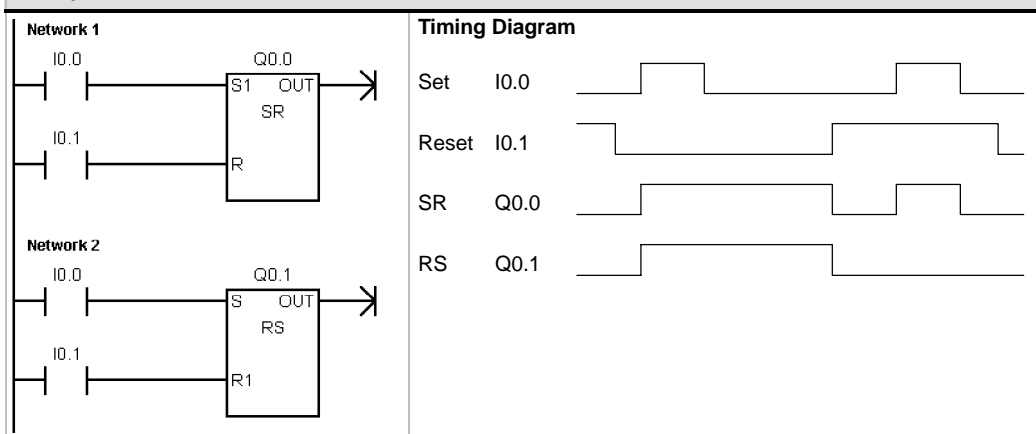 Network 1
I0.0
Q0.0
S1 OUT
SR
I0.1
R
Network 2
I0.0
Q0.1
S OUT
RS
I0.1
R1
Timing Diagram
Set I0.0
Reset I0.1
SR Q0.0
RS Q0.1